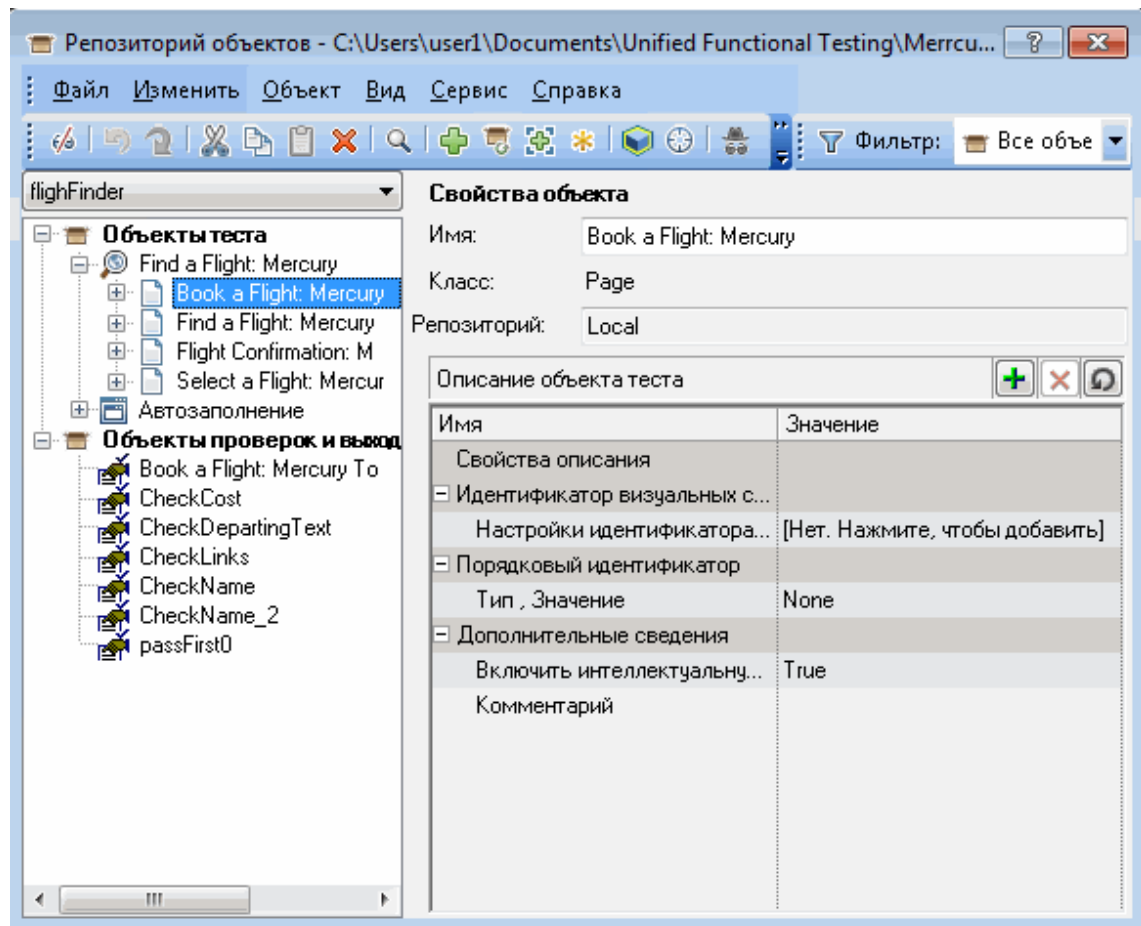 Репозиторий объектов - C:\Users\user1\Documents\Unified Functional Testing\Merrcu...
Файл Изменить Объект Вид Сервис Справка
Фильтр: Все объе
flighFinder
Объекты теста
Find a Flight: Mercury
Book a Flight: Mercury
Find a Flight: Mercury
Flight Confirmation: M
Select a Flight: Mercur
Автозаполнение
Объекты проверок и выход
Book a Flight: Mercury To
CheckCost
CheckDepartingText
CheckLinks
CheckName
CheckName_2
passFirst0
Свойства объекта
Имя: Book a Flight: Mercury
Класс: Page
Репозиторий: Local
Описание объекта теста
Имя Значение
Свойства описания
Идентификатор визуальных с...
Настройки идентификатора... [Нет. Нажмите, чтобы добавить]
Порядковый идентификатор
Тип , Значение None
Дополнительные сведения
Включить интеллектуальну... True
Комментарий